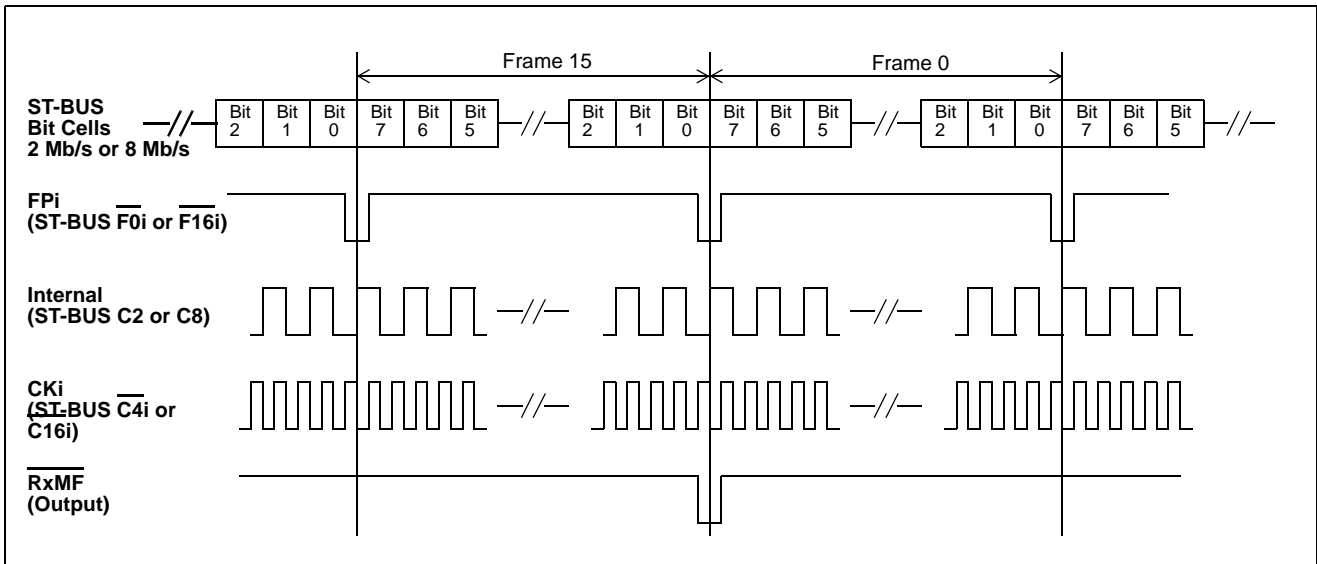 Frame 15
Frame 0
ST-BUS
Bit Cells
2 Mb/s or 8 Mb/s
Bit 2 Bit 1 Bit 0 Bit 7 Bit 6 Bit 5 Bit 2 Bit 1 Bit 0 Bit 7 Bit 6 Bit 5 Bit 2 Bit 1 Bit 0 Bit 7 Bit 6 Bit 5
FPi
(ST-BUS F0i or F16i)
Internal
(ST-BUS C2 or C8)
CKi
(ST-BUS C4i or
C16i)
RxMF
(Output)